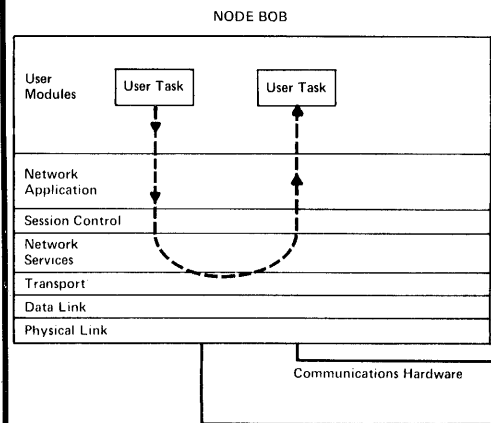 NODE BOB
User
Modules
User Task
User Task
Network
Application
Session Control
Network
Services
Transport
Data Link
Physical Link
Communications Hardware